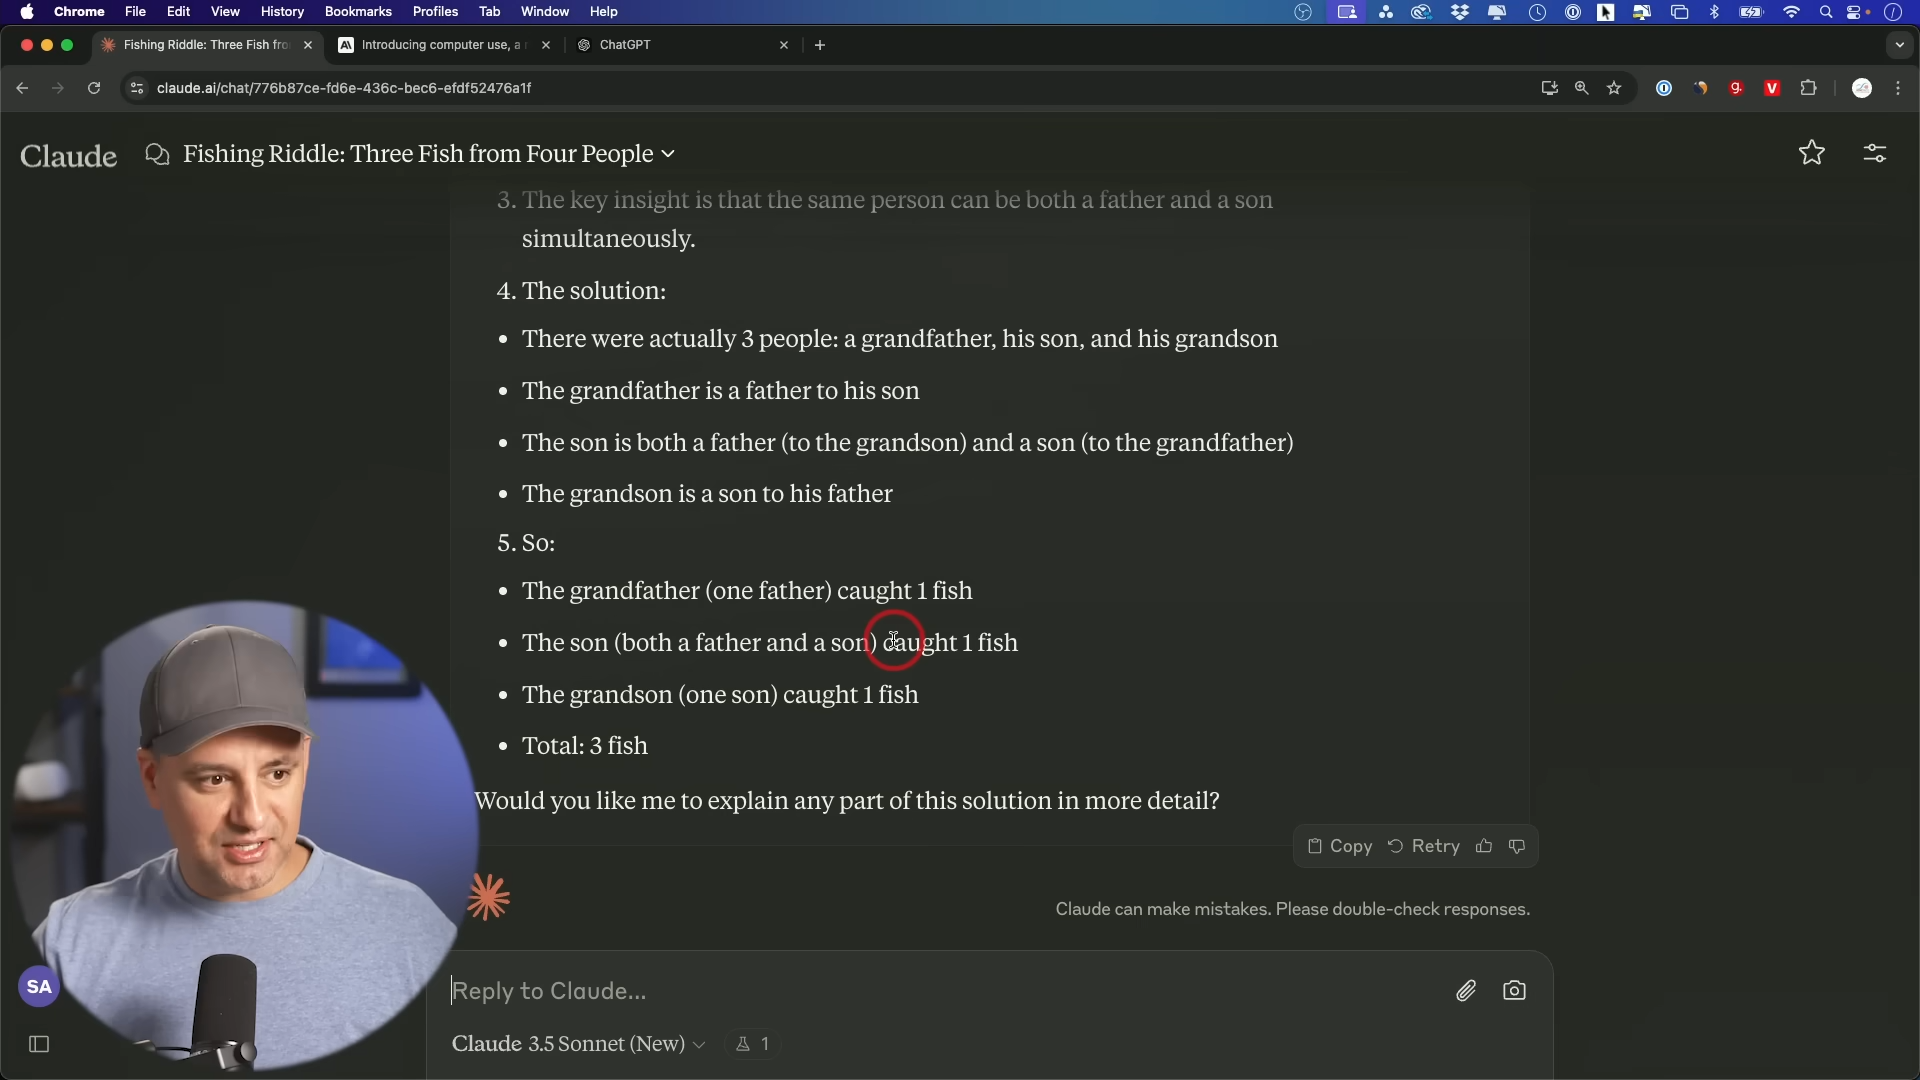 Chrome File Edit View History Bookmarks Profiles Tab Window Help
Fishing Riddle: Three Fish fro
Introducing computer use, a
ChatGPT
claude.ai/chat/776b87ce-fd6e-436c-bec6-efdf52476a1f
Claude
Fishing Riddle: Three Fish from Four People
3. The key insight is that the same person can be both a father and a son
simultaneously.
4. The solution:
• There were actually 3 people: a grandfather, his son, and his grandson
• The grandfather is a father to his son
• The son is both a father (to the grandson) and a son (to the grandfather)
• The grandson is a son to his father
5. So:
• The grandfather (one father) caught 1 fish
• The son (both a father and a son) caught 1 fish
• The grandson (one son) caught 1 fish
• Total: 3 fish
Would you like me to explain any part of this solution in more detail?
Copy Retry
Claude can make mistakes. Please double-check responses.
SA
Reply to Claude...
Claude 3.5 Sonnet (New) 1